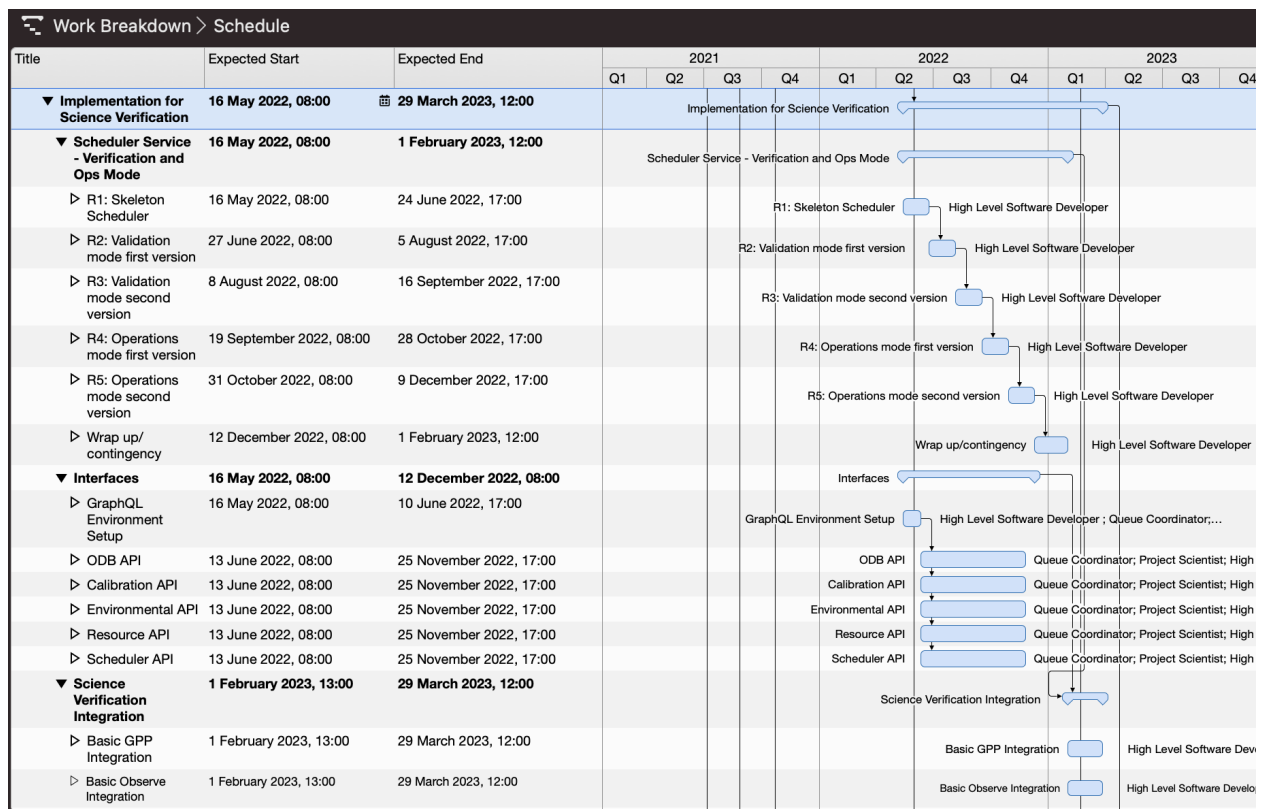 Work Breakdown > Schedule
Title Expected Start Expected End 2021 2022 2023
Q1 Q2 Q3 Q4 Q1 Q2 Q3 Q4 Q1 Q2 Q3 Q4
Implementation for Science Verification 16 May 2022, 08:00 29 March 2023, 12:00 Implementation for Science Verification
Scheduler Service - Verification and Ops Mode 16 May 2022, 08:00 1 February 2023, 12:00 Scheduler Service - Verification and Ops Mode
R1: Skeleton Scheduler 16 May 2022, 08:00 24 June 2022, 17:00 R1: Skeleton Scheduler High Level Software Developer
R2: Validation mode first version 27 June 2022, 08:00 5 August 2022, 17:00 R2: Validation mode first version High Level Software Developer
R3: Validation mode second version 8 August 2022, 08:00 16 September 2022, 17:00 R3: Validation mode second version High Level Software Developer
R4: Operations mode first version 19 September 2022, 08:00 28 October 2022, 17:00 R4: Operations mode first version High Level Software Developer
R5: Operations mode second version 31 October 2022, 08:00 9 December 2022, 17:00 R5: Operations mode second version High Level Software Developer
Wrap up/ contingency 12 December 2022, 08:00 1 February 2023, 12:00 Wrap up/contingency High Level Software Developer
Interfaces 16 May 2022, 08:00 12 December 2022, 08:00 Interfaces
GraphQL Environment Setup 16 May 2022, 08:00 10 June 2022, 17:00 GraphQL Environment Setup High Level Software Developer ; Queue Coordinator;...
ODB API 13 June 2022, 08:00 25 November 2022, 17:00 ODB API Queue Coordinator; Project Scientist; High
Calibration API 13 June 2022, 08:00 25 November 2022, 17:00 Calibration API Queue Coordinator; Project Scientist; High
Environmental API 13 June 2022, 08:00 25 November 2022, 17:00 Environmental API Queue Coordinator; Project Scientist; High
Resource API 13 June 2022, 08:00 25 November 2022, 17:00 Resource API Queue Coordinator; Project Scientist; High
Scheduler API 13 June 2022, 08:00 25 November 2022, 17:00 Scheduler API Queue Coordinator; Project Scientist; High
Science Verification Integration 1 February 2023, 13:00 29 March 2023, 12:00 Science Verification Integration
Basic GPP Integration 1 February 2023, 13:00 29 March 2023, 12:00 Basic GPP Integration High Level Software Dev
Basic Observe Integration 1 February 2023, 13:00 29 March 2023, 12:00 Basic Observe Integration High Level Software Develo